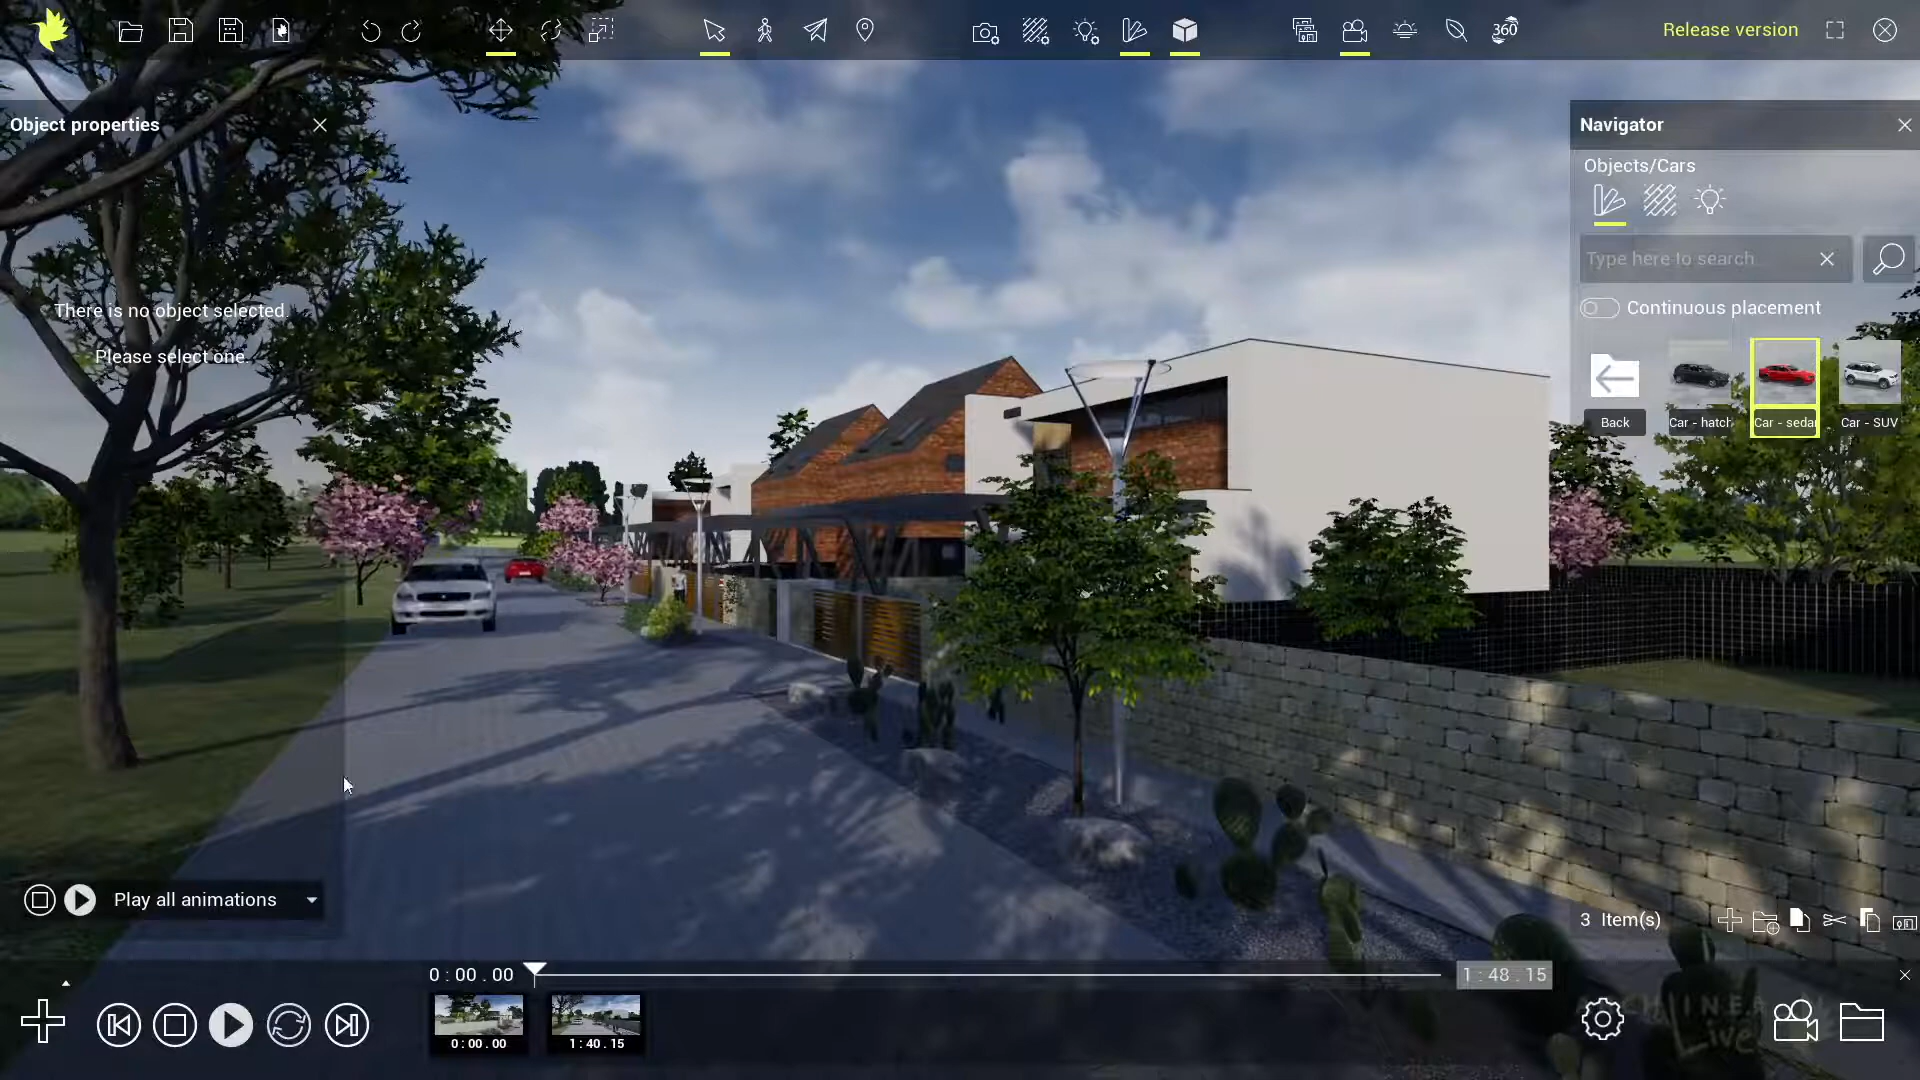 360
Release version
Object properties
There is no object selected.
Please select one.
Navigator
Objects/Cars
Type here to search
Continuous placement
Back
Car - hatch
Car - sedan
Car - SUV
Play all animations
3 Item(s)
0 : 00 . 00
1 : 48 . 15
0 : 00 . 00
1 : 40 . 15
Live